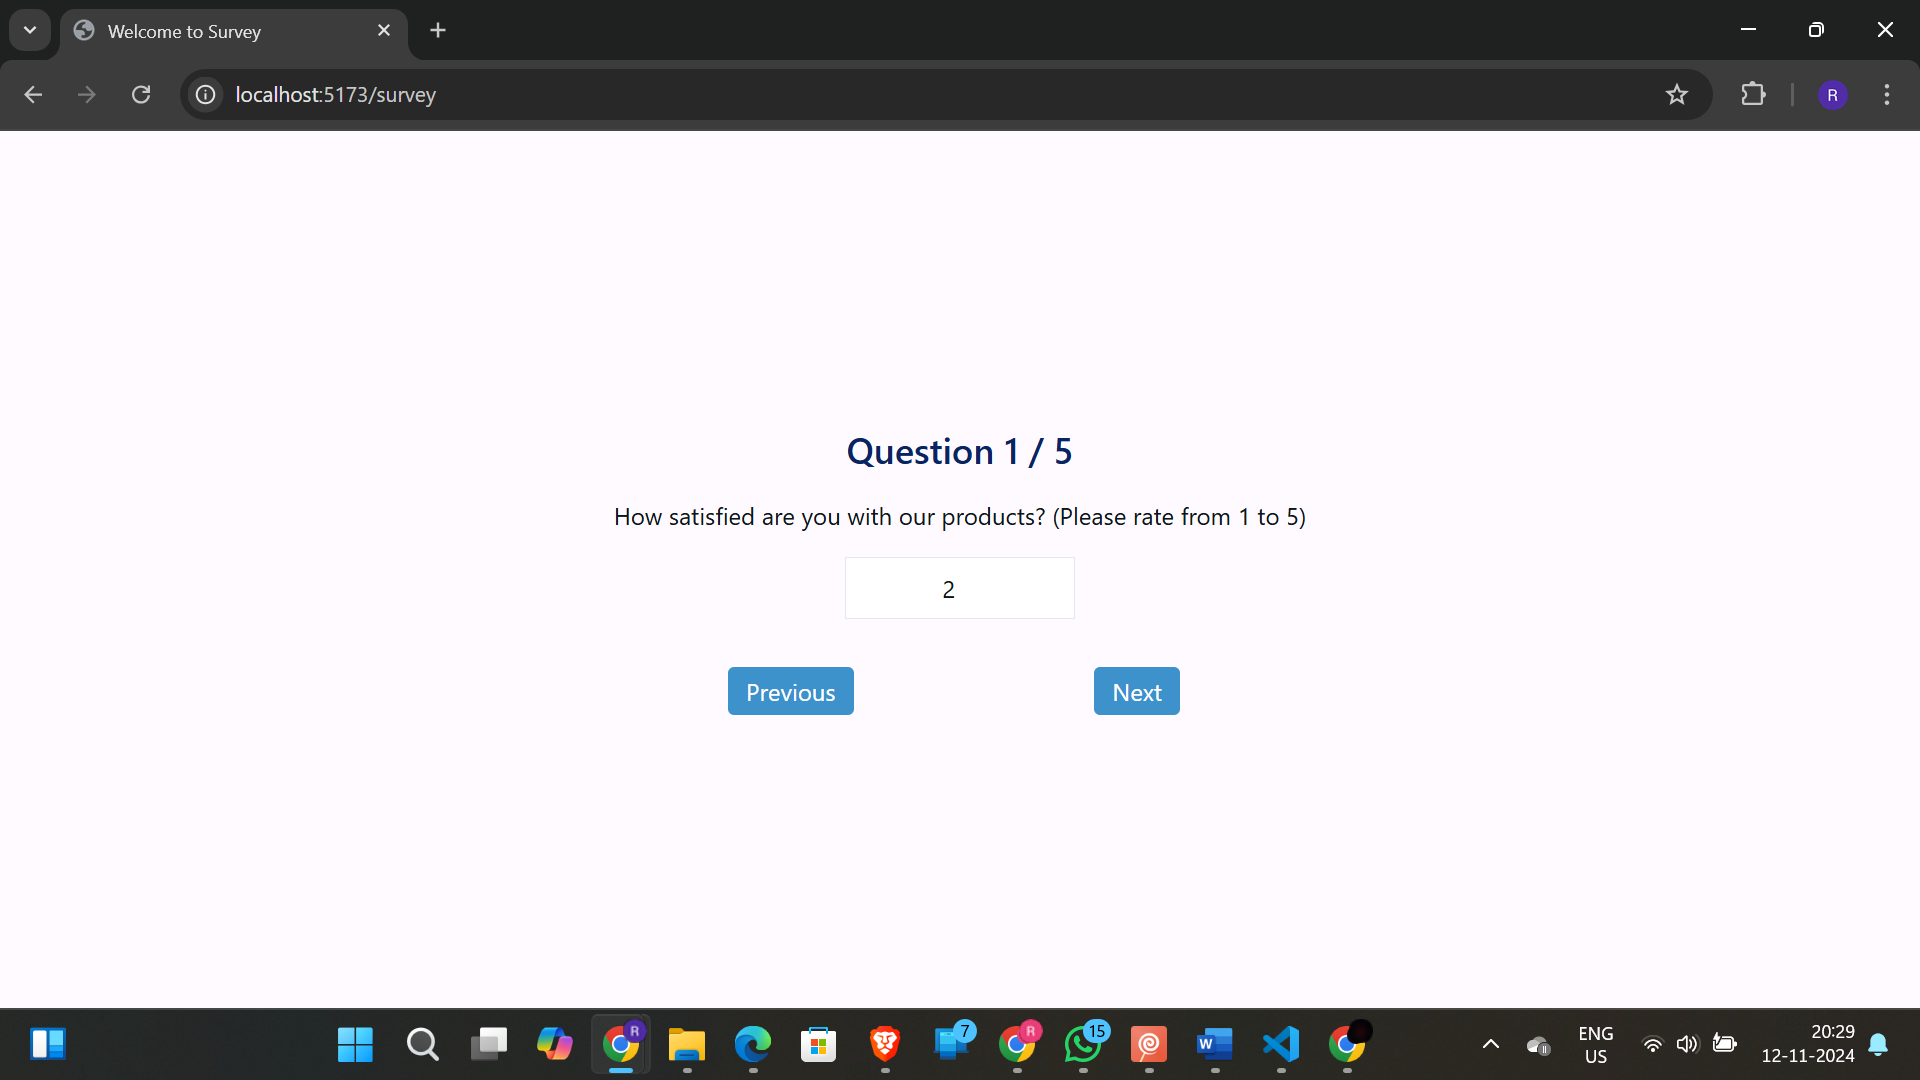 Welcome to Survey
localhost:5173/survey
R
Question 1 / 5
How satisfied are you with our products? (Please rate from 1 to 5)
2
Previous
Next
R
7
R
15
W
ENG
US
20:29
12-11-2024